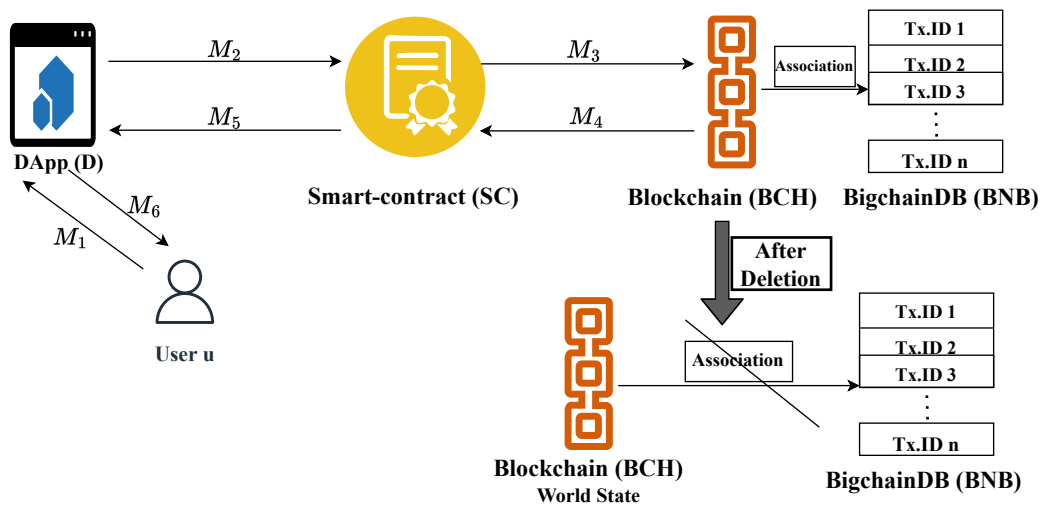 M₂
M₃
Association
Tx.ID 1
Tx.ID 2
Tx.ID 3
Tx.ID n
M₅
M₄
DApp (D)
Smart-contract (SC)
Blockchain (BCH)
BigchainDB (BNB)
M₆
M₁
User u
After
Deletion
Association
Tx.ID 1
Tx.ID 2
Tx.ID 3
Tx.ID n
Blockchain (BCH)
World State
BigchainDB (BNB)